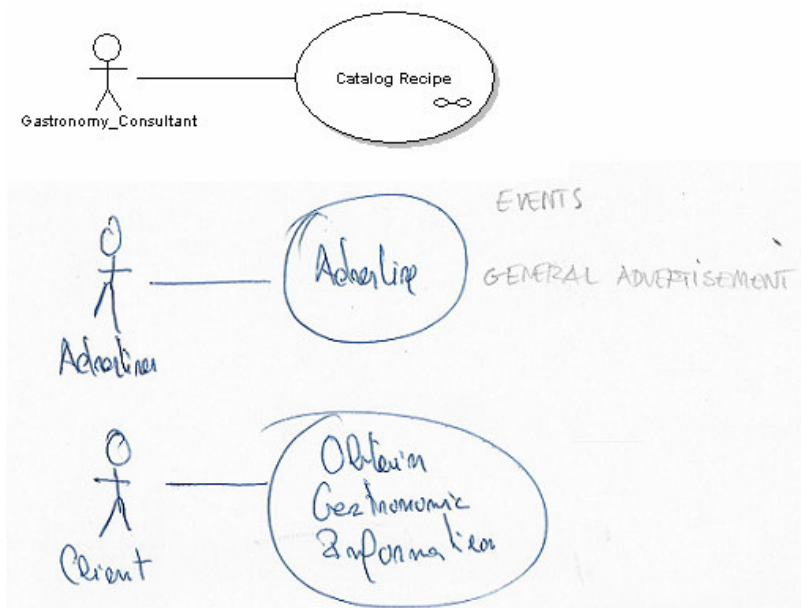 Catalog Recipe
Gastronomy_Consultant
EVENTS
Advertise
GENERAL ADVERTISEMENT
Advertiser
Obtain
Gastronomic
Information
Client